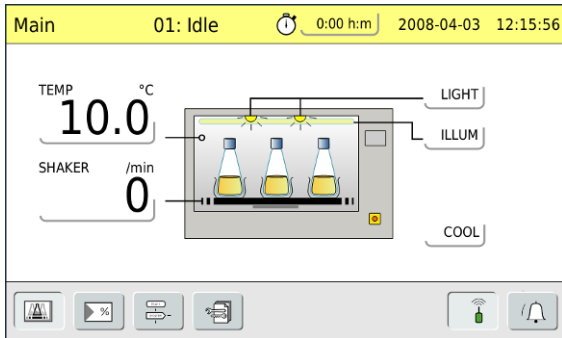 Main 01: Idle 0:00 h:m 2008-04-03 12:15:56
TEMP °C
10.0
LIGHT
ILLUM
SHAKER /min
0
COOL
%